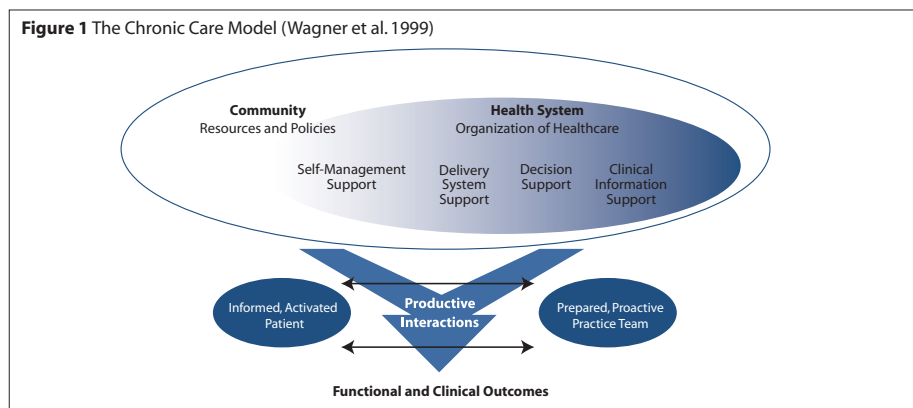 Figure 1 The Chronic Care Model (Wagner et al. 1999)
Community
Resources and Policies
Health System
Organization of Healthcare
Self-Management
Support
Delivery
System
Support
Decision
Support
Clinical
Information
Support
Informed, Activated
Patient
Productive
Interactions
Prepared, Proactive
Practice Team
Functional and Clinical Outcomes